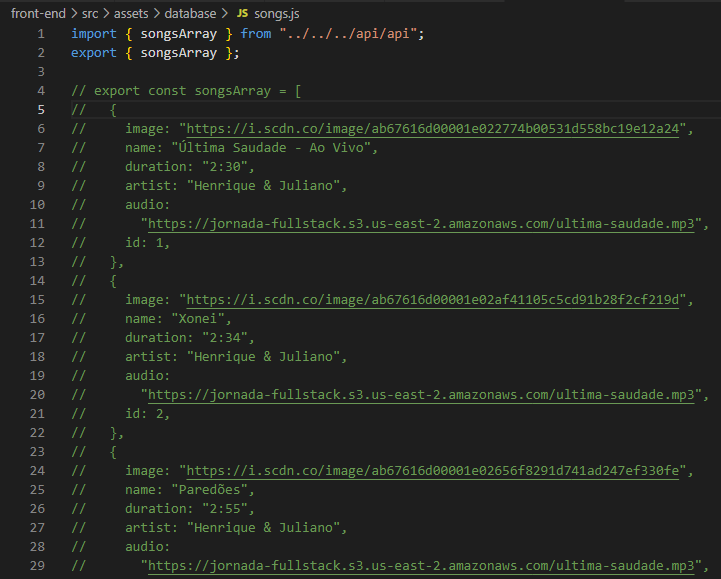 front-end > src > assets > database > JS songs.js
1 import { songsArray } from "../../../api/api";
2 export { songsArray };
3
4 // export const songsArray = [
5 //   {
6 //     image: "https://i.scdn.co/image/ab67616d00001e022774b00531d558bc19e12a24",
7 //     name: "Última Saudade - Ao Vivo",
8 //     duration: "2:30",
9 //     artist: "Henrique & Juliano",
10 //     audio:
11 //       "https://jornada-fullstack.s3.us-east-2.amazonaws.com/ultima-saudade.mp3",
12 //     id: 1,
13 //   },
14 //   {
15 //     image: "https://i.scdn.co/image/ab67616d00001e02af41105c5cd91b28f2cf219d",
16 //     name: "Xonei",
17 //     duration: "2:34",
18 //     artist: "Henrique & Juliano",
19 //     audio:
20 //       "https://jornada-fullstack.s3.us-east-2.amazonaws.com/ultima-saudade.mp3",
21 //     id: 2,
22 //   },
23 //   {
24 //     image: "https://i.scdn.co/image/ab67616d00001e02656f8291d741ad247ef330fe",
25 //     name: "Paredões",
26 //     duration: "2:55",
27 //     artist: "Henrique & Juliano",
28 //     audio:
29 //       "https://jornada-fullstack.s3.us-east-2.amazonaws.com/ultima-saudade.mp3",